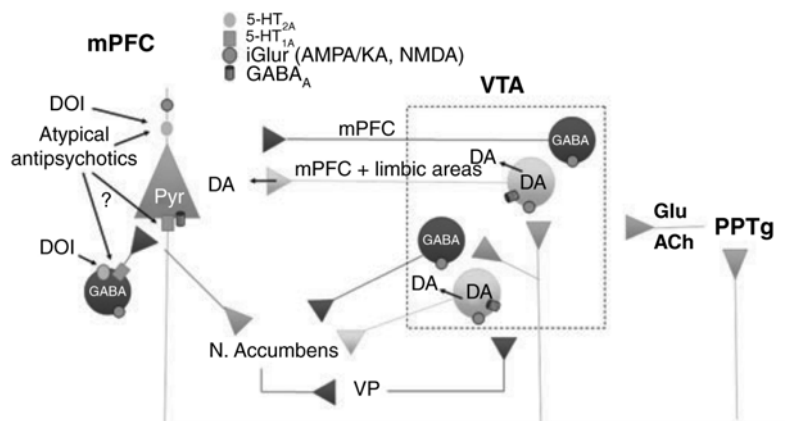 5-HT2A
5-HT1A
iGlur (AMPA/KA, NMDA)
GABAA
mPFC
VTA
DOI
Atypical
antipsychotics
?
Pyr
DOI
GABA
mPFC
GABA
DA
mPFC + limbic areas
DA
DA
GABA
DA
DA
Glu
ACh
PPTg
N. Accumbens
VP